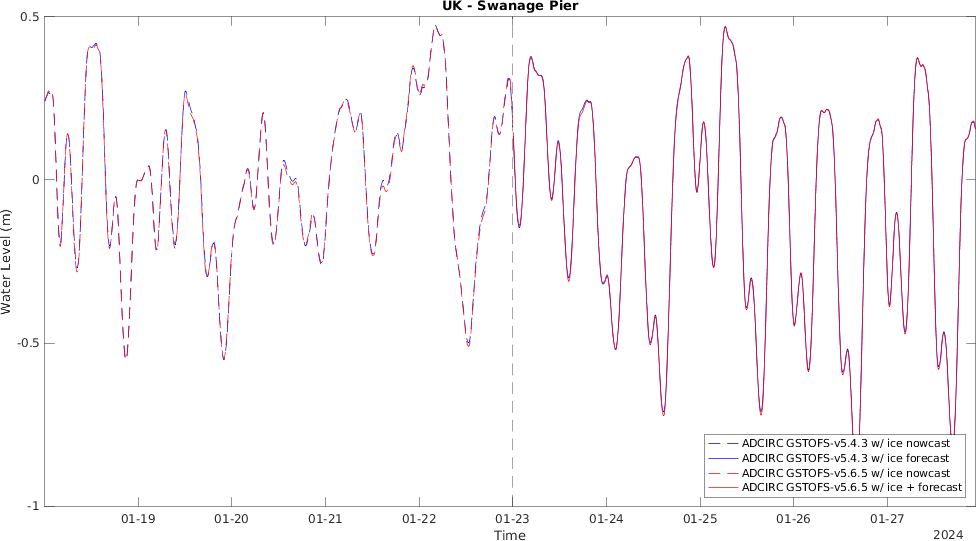 UK - Swanage Pier
0.5
0
-0.5
-1
Water Level (m)
01-19 01-20 01-21 01-22 01-23 01-24 01-25 01-26 01-27
Time
2024
ADCIRC GSTOFS-v5.4.3 w/ ice nowcast
ADCIRC GSTOFS-v5.4.3 w/ ice forecast
ADCIRC GSTOFS-v5.6.5 w/ ice nowcast
ADCIRC GSTOFS-v5.6.5 w/ ice + forecast